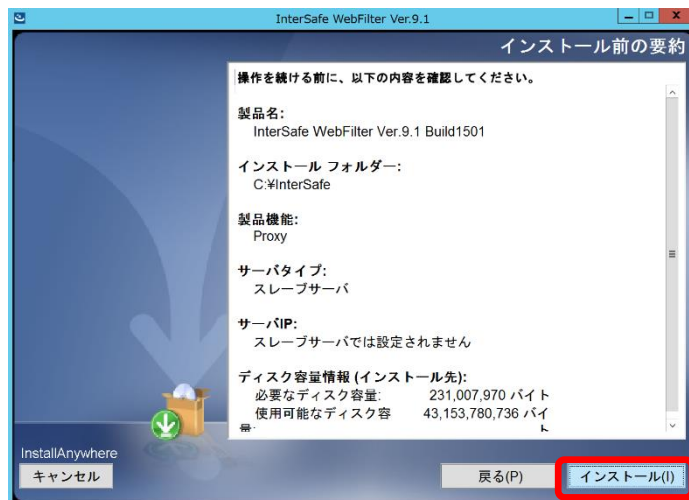 InterSafe WebFilter Ver.9.1
インストール前の要約
操作を続ける前に、以下の内容を確認してください。
製品名:
InterSafe WebFilter Ver.9.1 Build1501
インストール フォルダー:
C:¥InterSafe
製品機能:
Proxy
サーバタイプ:
スレーブサーバ
サーバIP:
スレーブサーバでは設定されません
ディスク容量情報 (インストール先):
必要なディスク容量: 231,007,970 バイト
使用可能なディスク容 43,153,780,736 バイ
量: ト
InstallAnywhere
キャンセル 戻る(P) インストール(I)